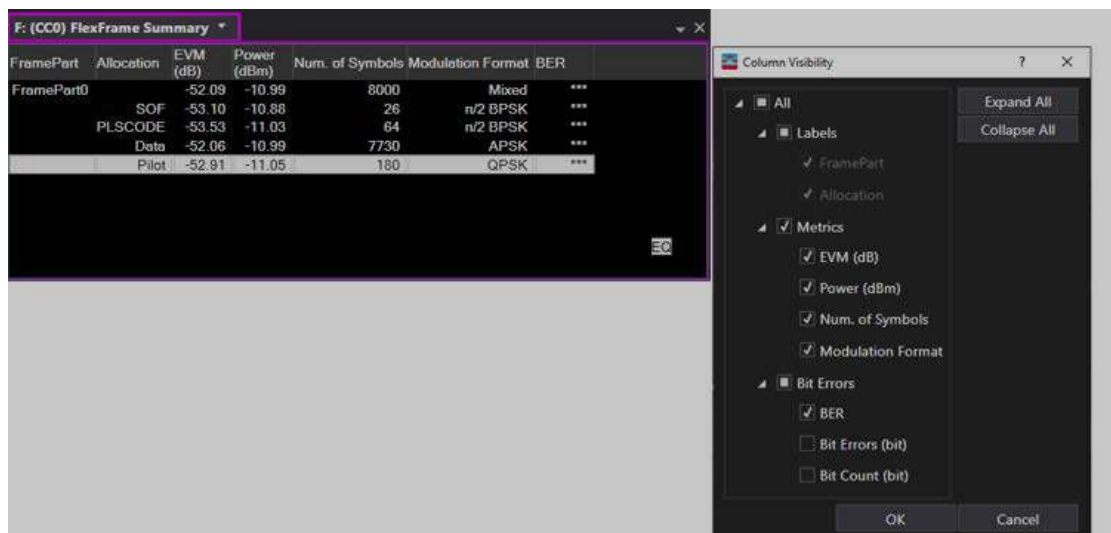 F: (CC0) FlexFrame Summary
FramePart Allocation EVM (dB) Power (dBm) Num. of Symbols Modulation Format BER
FramePart0 -52.09 -10.99 8000 Mixed ***
SOF -53.10 -10.88 26 π/2 BPSK ***
PLSCODE -53.53 -11.03 64 π/2 BPSK ***
Data -52.06 -10.99 7730 APSK ***
Pilot -52.91 -11.05 180 QPSK ***
EQ
Column Visibility ? ×
All
Labels
FramePart
Allocation
Metrics
EVM (dB)
Power (dBm)
Num. of Symbols
Modulation Format
Bit Errors
BER
Bit Errors (bit)
Bit Count (bit)
Expand All
Collapse All
OK Cancel